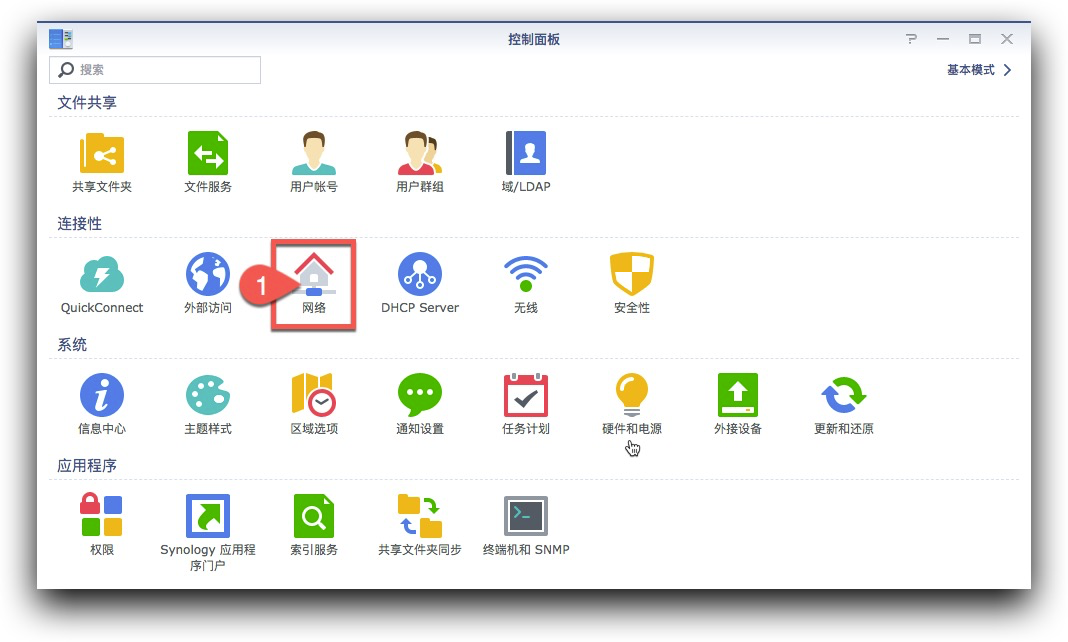 控制面板
搜索
基本模式
文件共享
共享文件夹
文件服务
用户帐号
用户群组
域/LDAP
连接性
1
QuickConnect
外部访问
网络
DHCP Server
无线
安全性
系统
信息中心
主题样式
区域选项
通知设置
任务计划
硬件和电源
外接设备
更新和还原
应用程序
权限
Synology 应用程
序门户
索引服务
共享文件夹同步
终端机和 SNMP